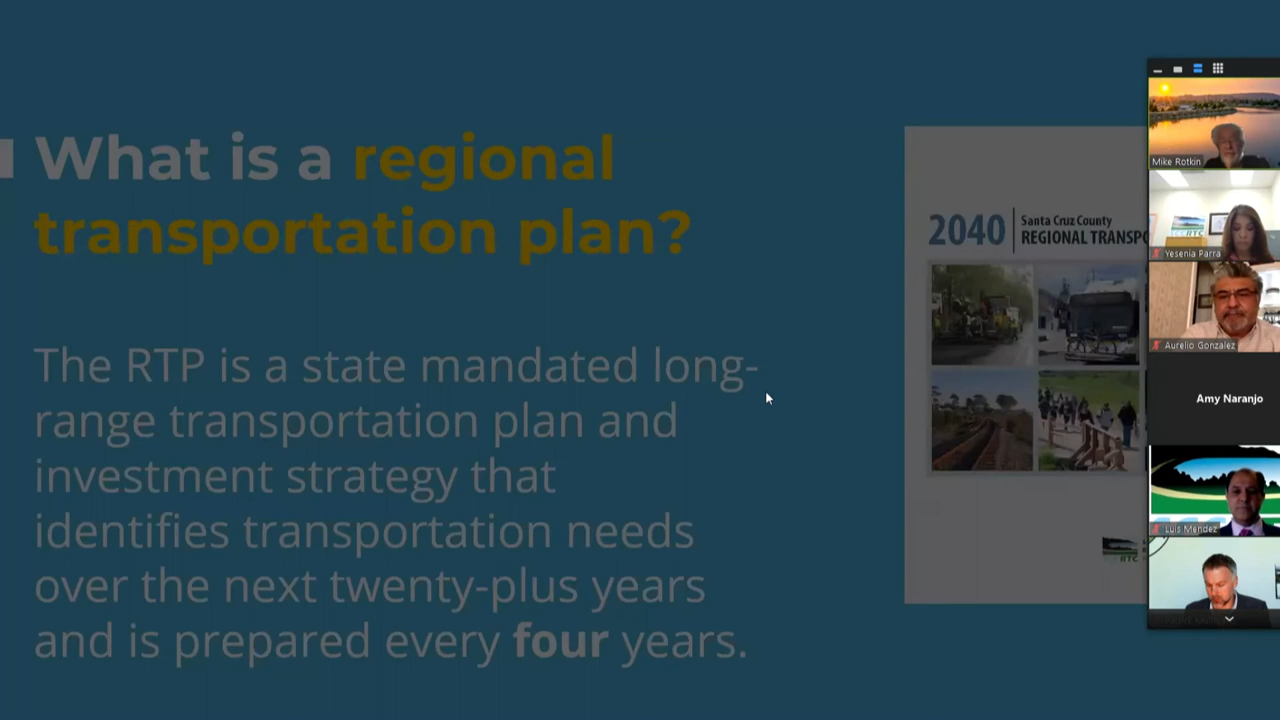 What is a regional
transportation plan?
The RTP is a state mandated long-
range transportation plan and
investment strategy that
identifies transportation needs
over the next twenty-plus years
and is prepared every four years.
2040
Santa Cruz County
REGIONAL TRANSPO
RTC
Mike Rotkin
Yesenia Parra
Aurelio Gonzalez
Amy Naranjo
Luis Mendez